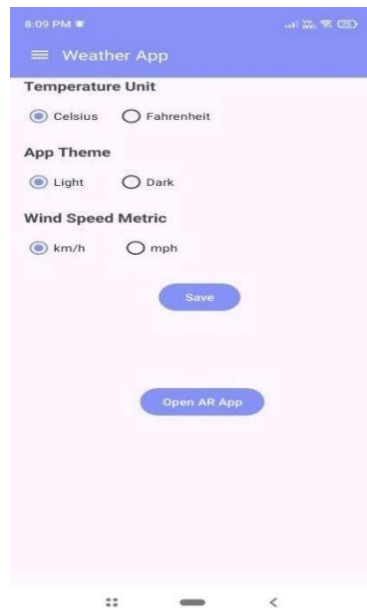 8:09 PM
Weather App
Temperature Unit
Celsius Fahrenheit
App Theme
Light Dark
Wind Speed Metric
km/h mph
Save
Open AR App